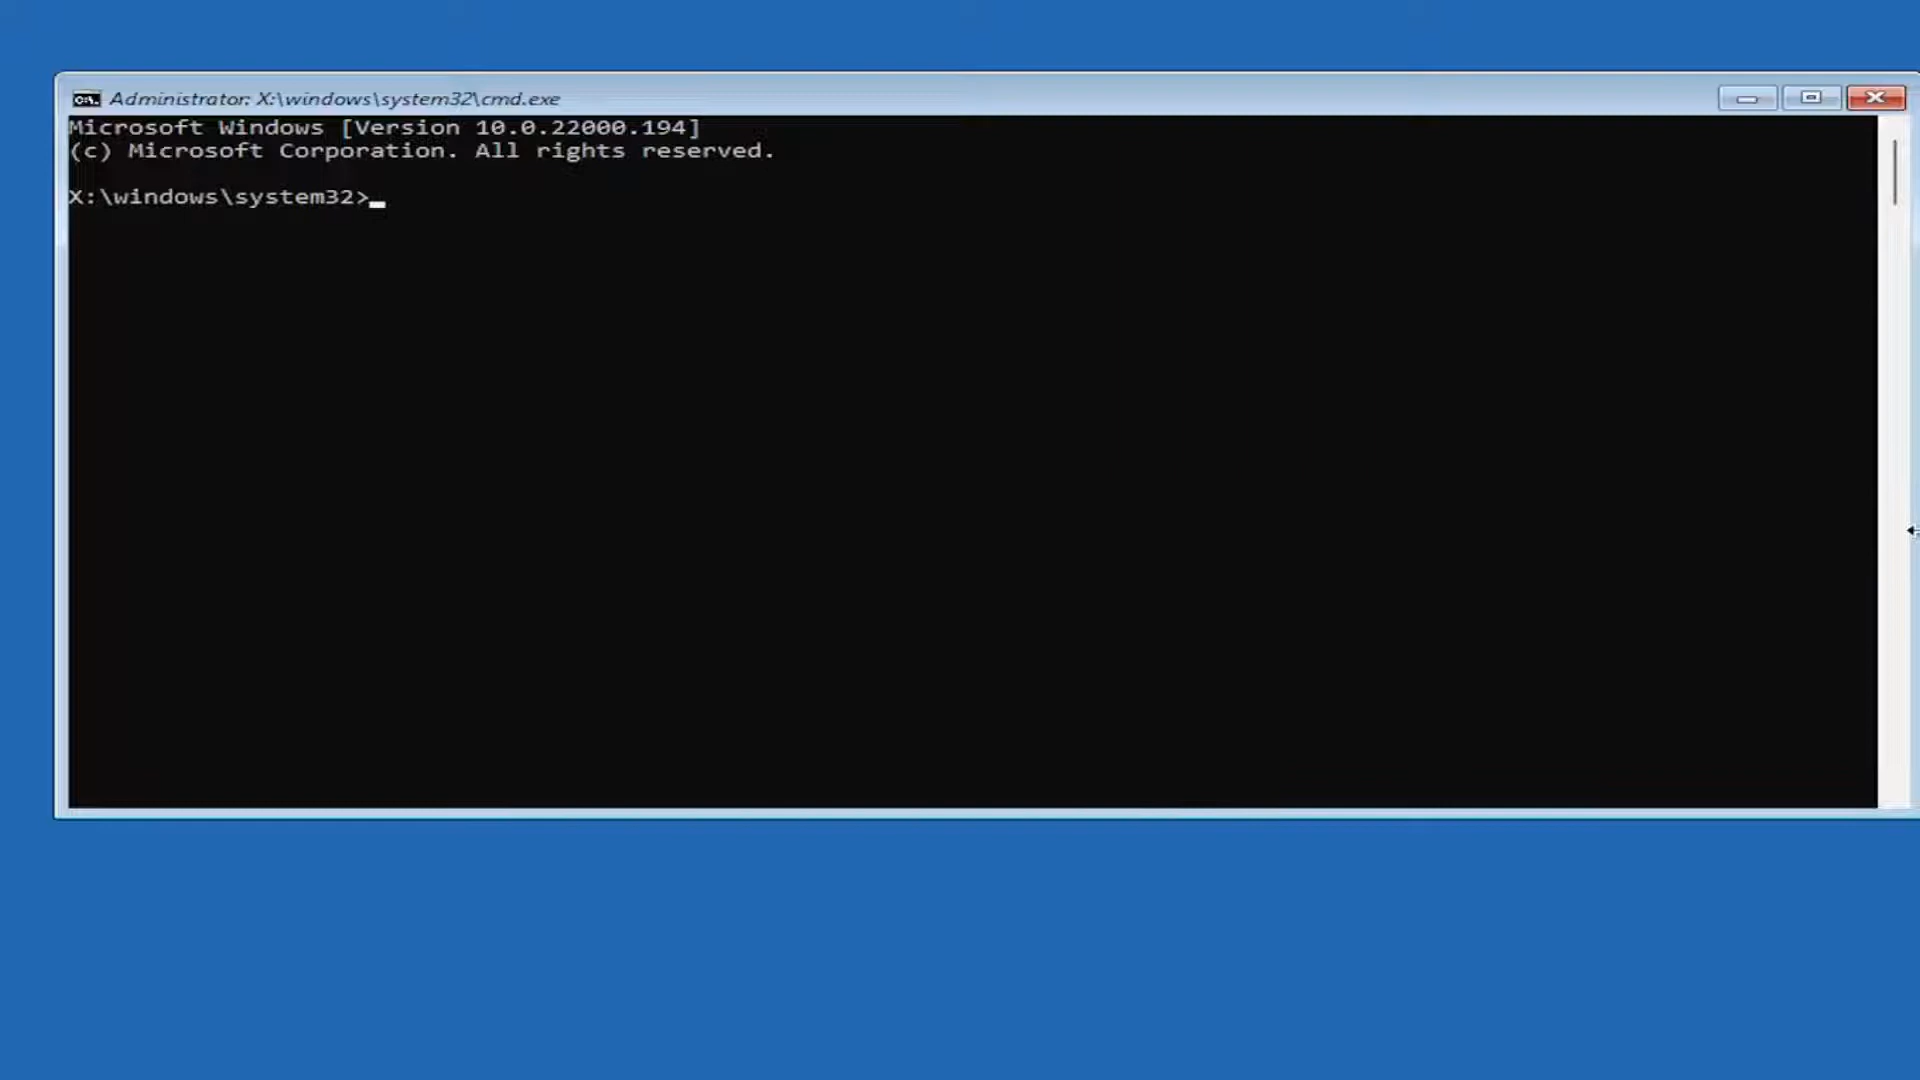 Administrator: X:\windows\system32\cmd.exe
Microsoft Windows [Version 10.0.22000.194]
(c) Microsoft Corporation. All rights reserved.
X:\windows\system32>